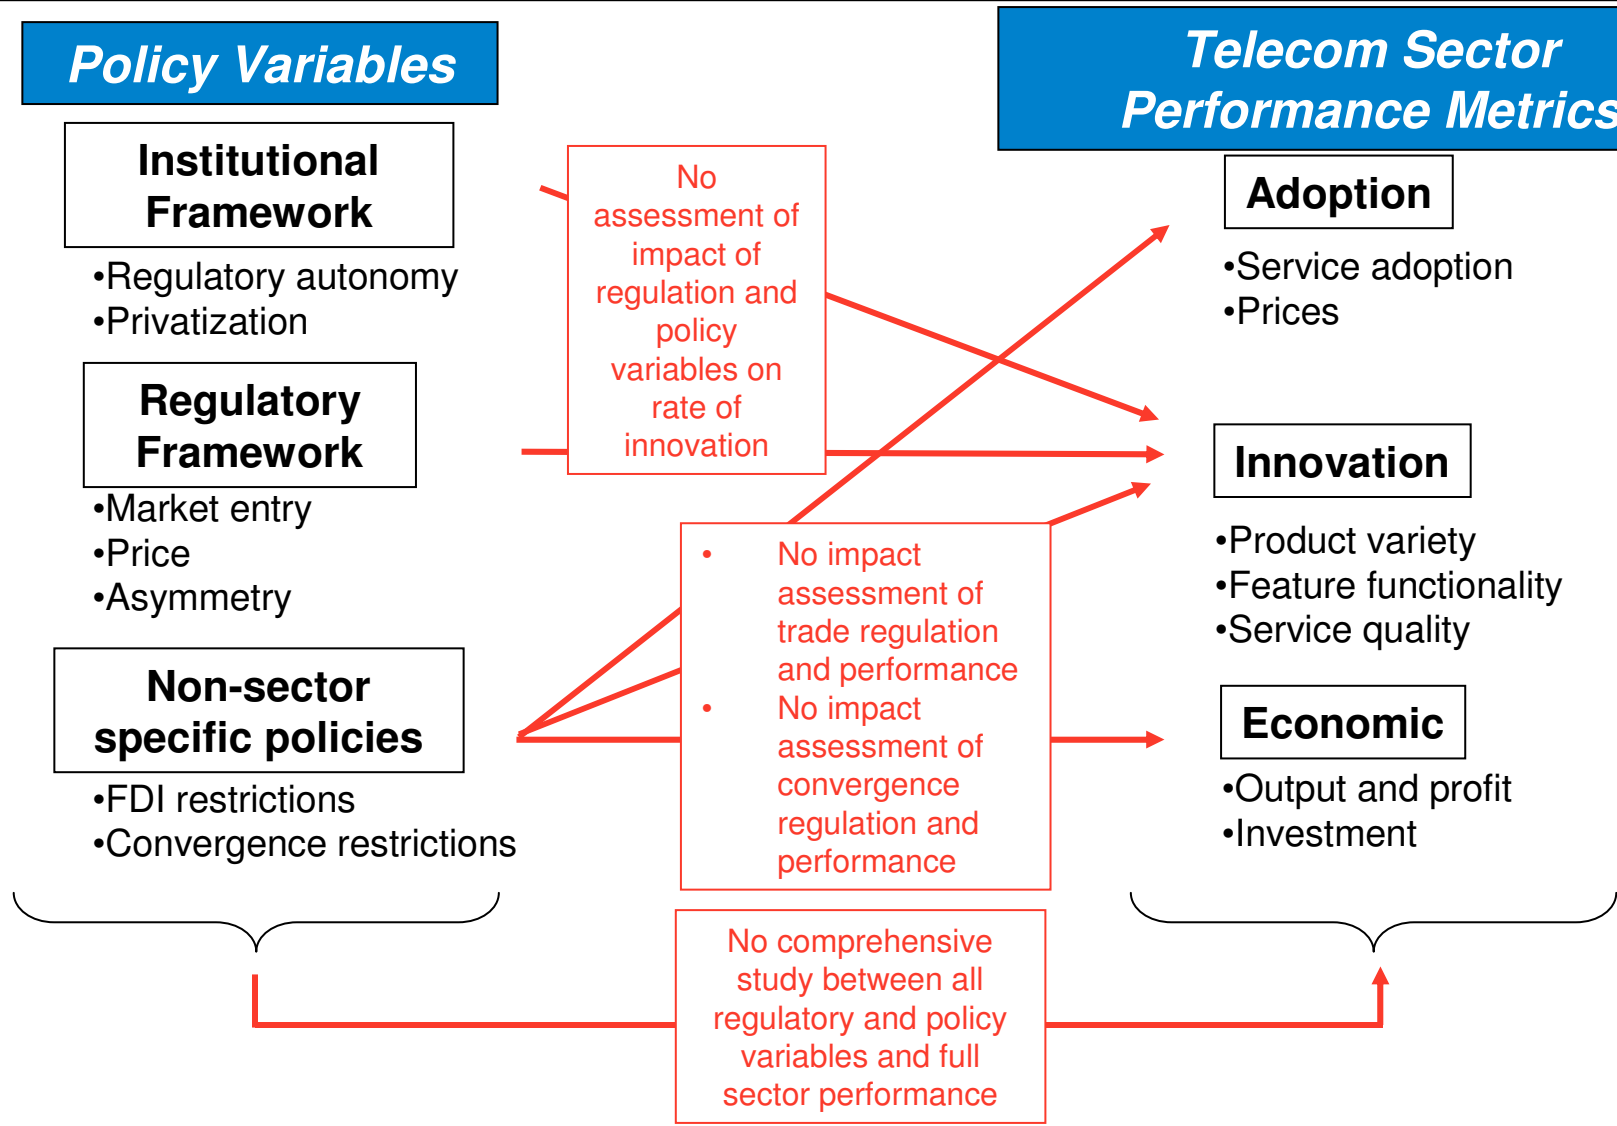 Policy Variables
Institutional
Framework
•Regulatory autonomy
•Privatization
Regulatory
Framework
•Market entry
•Price
•Asymmetry
Non-sector
specific policies
•FDI restrictions
•Convergence restrictions
No
assessment of
impact of
regulation and
policy
variables on
rate of
innovation
• No impact
assessment of
trade regulation
and performance
• No impact
assessment of
convergence
regulation and
performance
No comprehensive
study between all
regulatory and policy
variables and full
sector performance
Telecom Sector
Performance Metrics
Adoption
•Service adoption
•Prices
Innovation
•Product variety
•Feature functionality
•Service quality
Economic
•Output and profit
•Investment